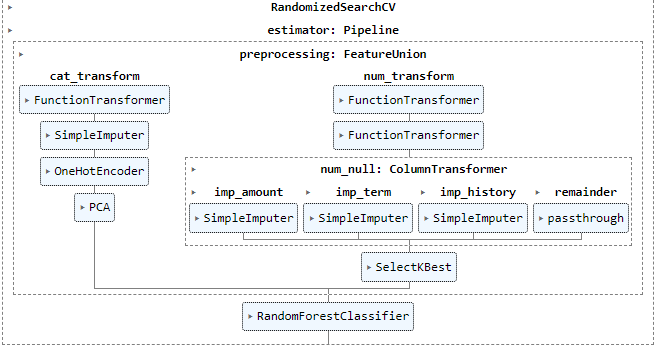 RandomizedSearchCV
estimator: Pipeline
preprocessing: FeatureUnion
cat_transform num_transform
FunctionTransformer FunctionTransformer
SimpleImputer FunctionTransformer
OneHotEncoder num_null: ColumnTransformer
imp_amount imp_term imp_history remainder
PCA SimpleImputer SimpleImputer SimpleImputer passthrough
SelectKBest
RandomForestClassifier